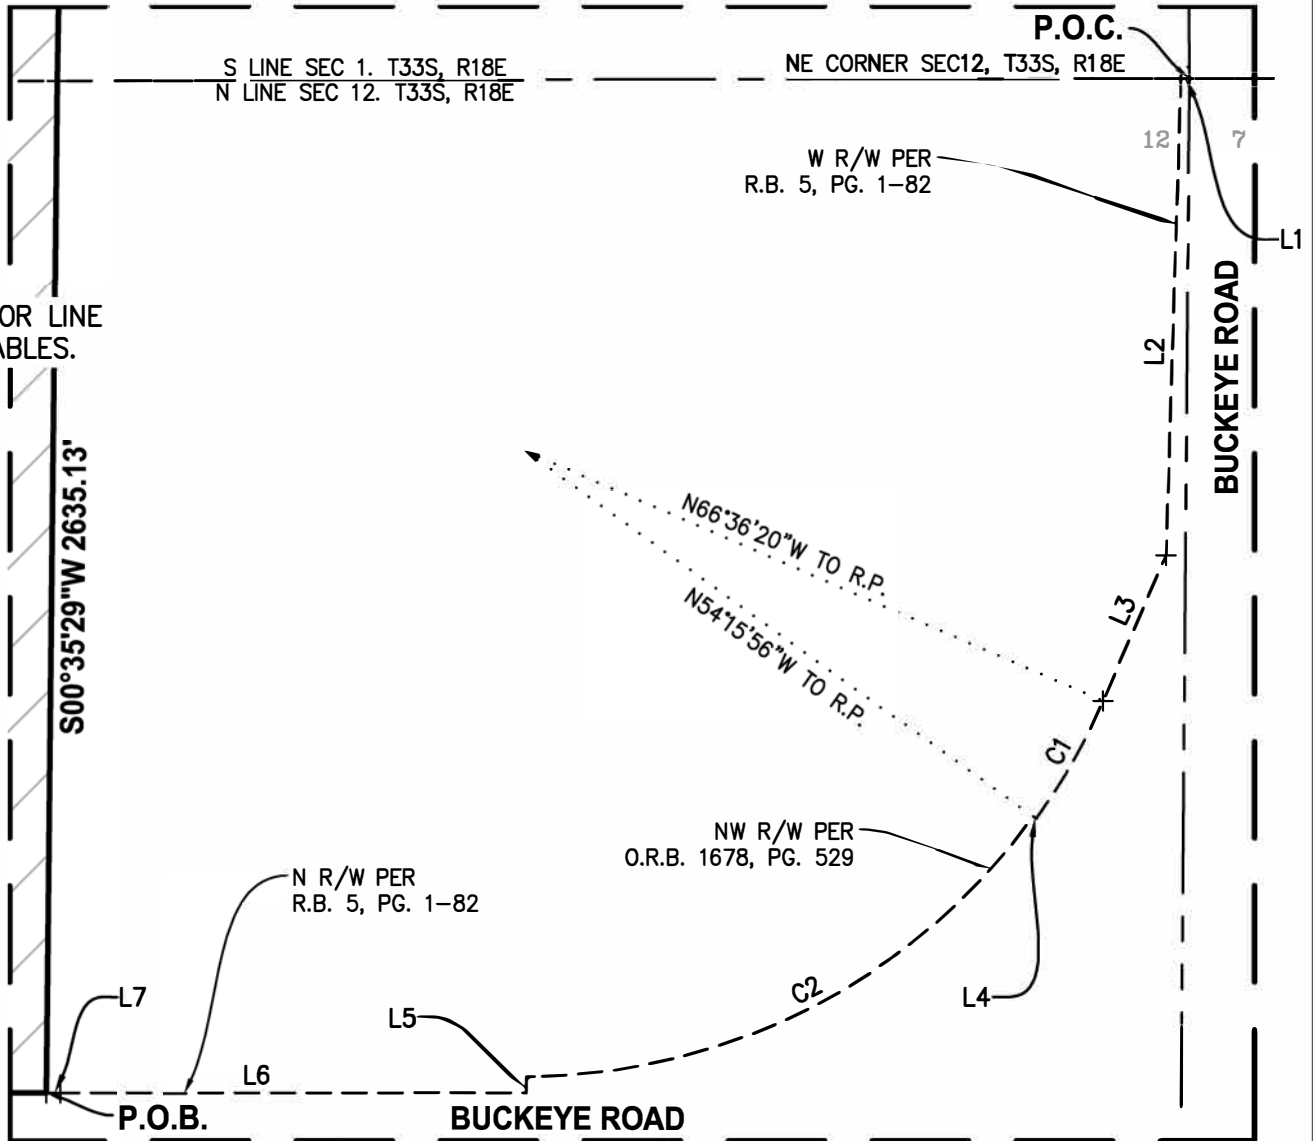 P.O.C.
S LINE SEC 1. T33S, R18E
N LINE SEC 12. T33S, R18E
NE CORNER SEC12, T33S, R18E
12
7
W R/W PER
R.B. 5, PG. 1-82
L1
OR LINE
ABLES.
L2
BUCKEYE ROAD
S00°35'29"W 2635.13'
N66°36'20"W TO R.P.
N54°15'56"W TO R.P.
L3
C1
NW R/W PER
O.R.B. 1678, PG. 529
N R/W PER
R.B. 5, PG. 1-82
L7
L5
C2
L4
L6
P.O.B.
BUCKEYE ROAD